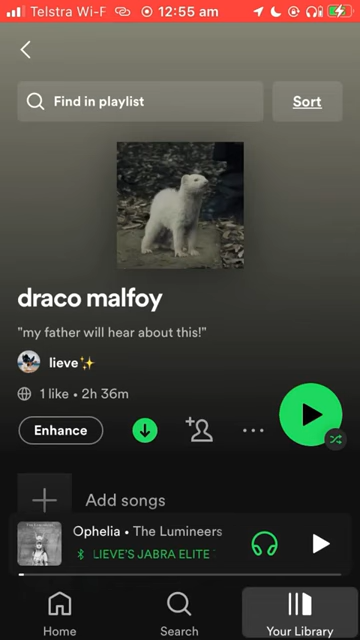 Telstra Wi-F 12:55 am
Find in playlist
Sort
draco malfoy
"my father will hear about this!"
lieve✨
1 like • 2h 36m
Enhance
Add songs
Ophelia • The Lumineers
LIEVE'S JABRA ELITE
Home Search Your Library